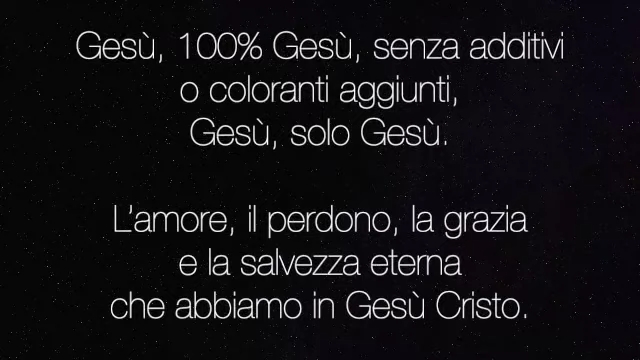 Gesù, 100% Gesù, senza additivi
o coloranti aggiunti,
Gesù, solo Gesù.
L'amore, il perdono, la grazia
e la salvezza eterna
che abbiamo in Gesù Cristo.